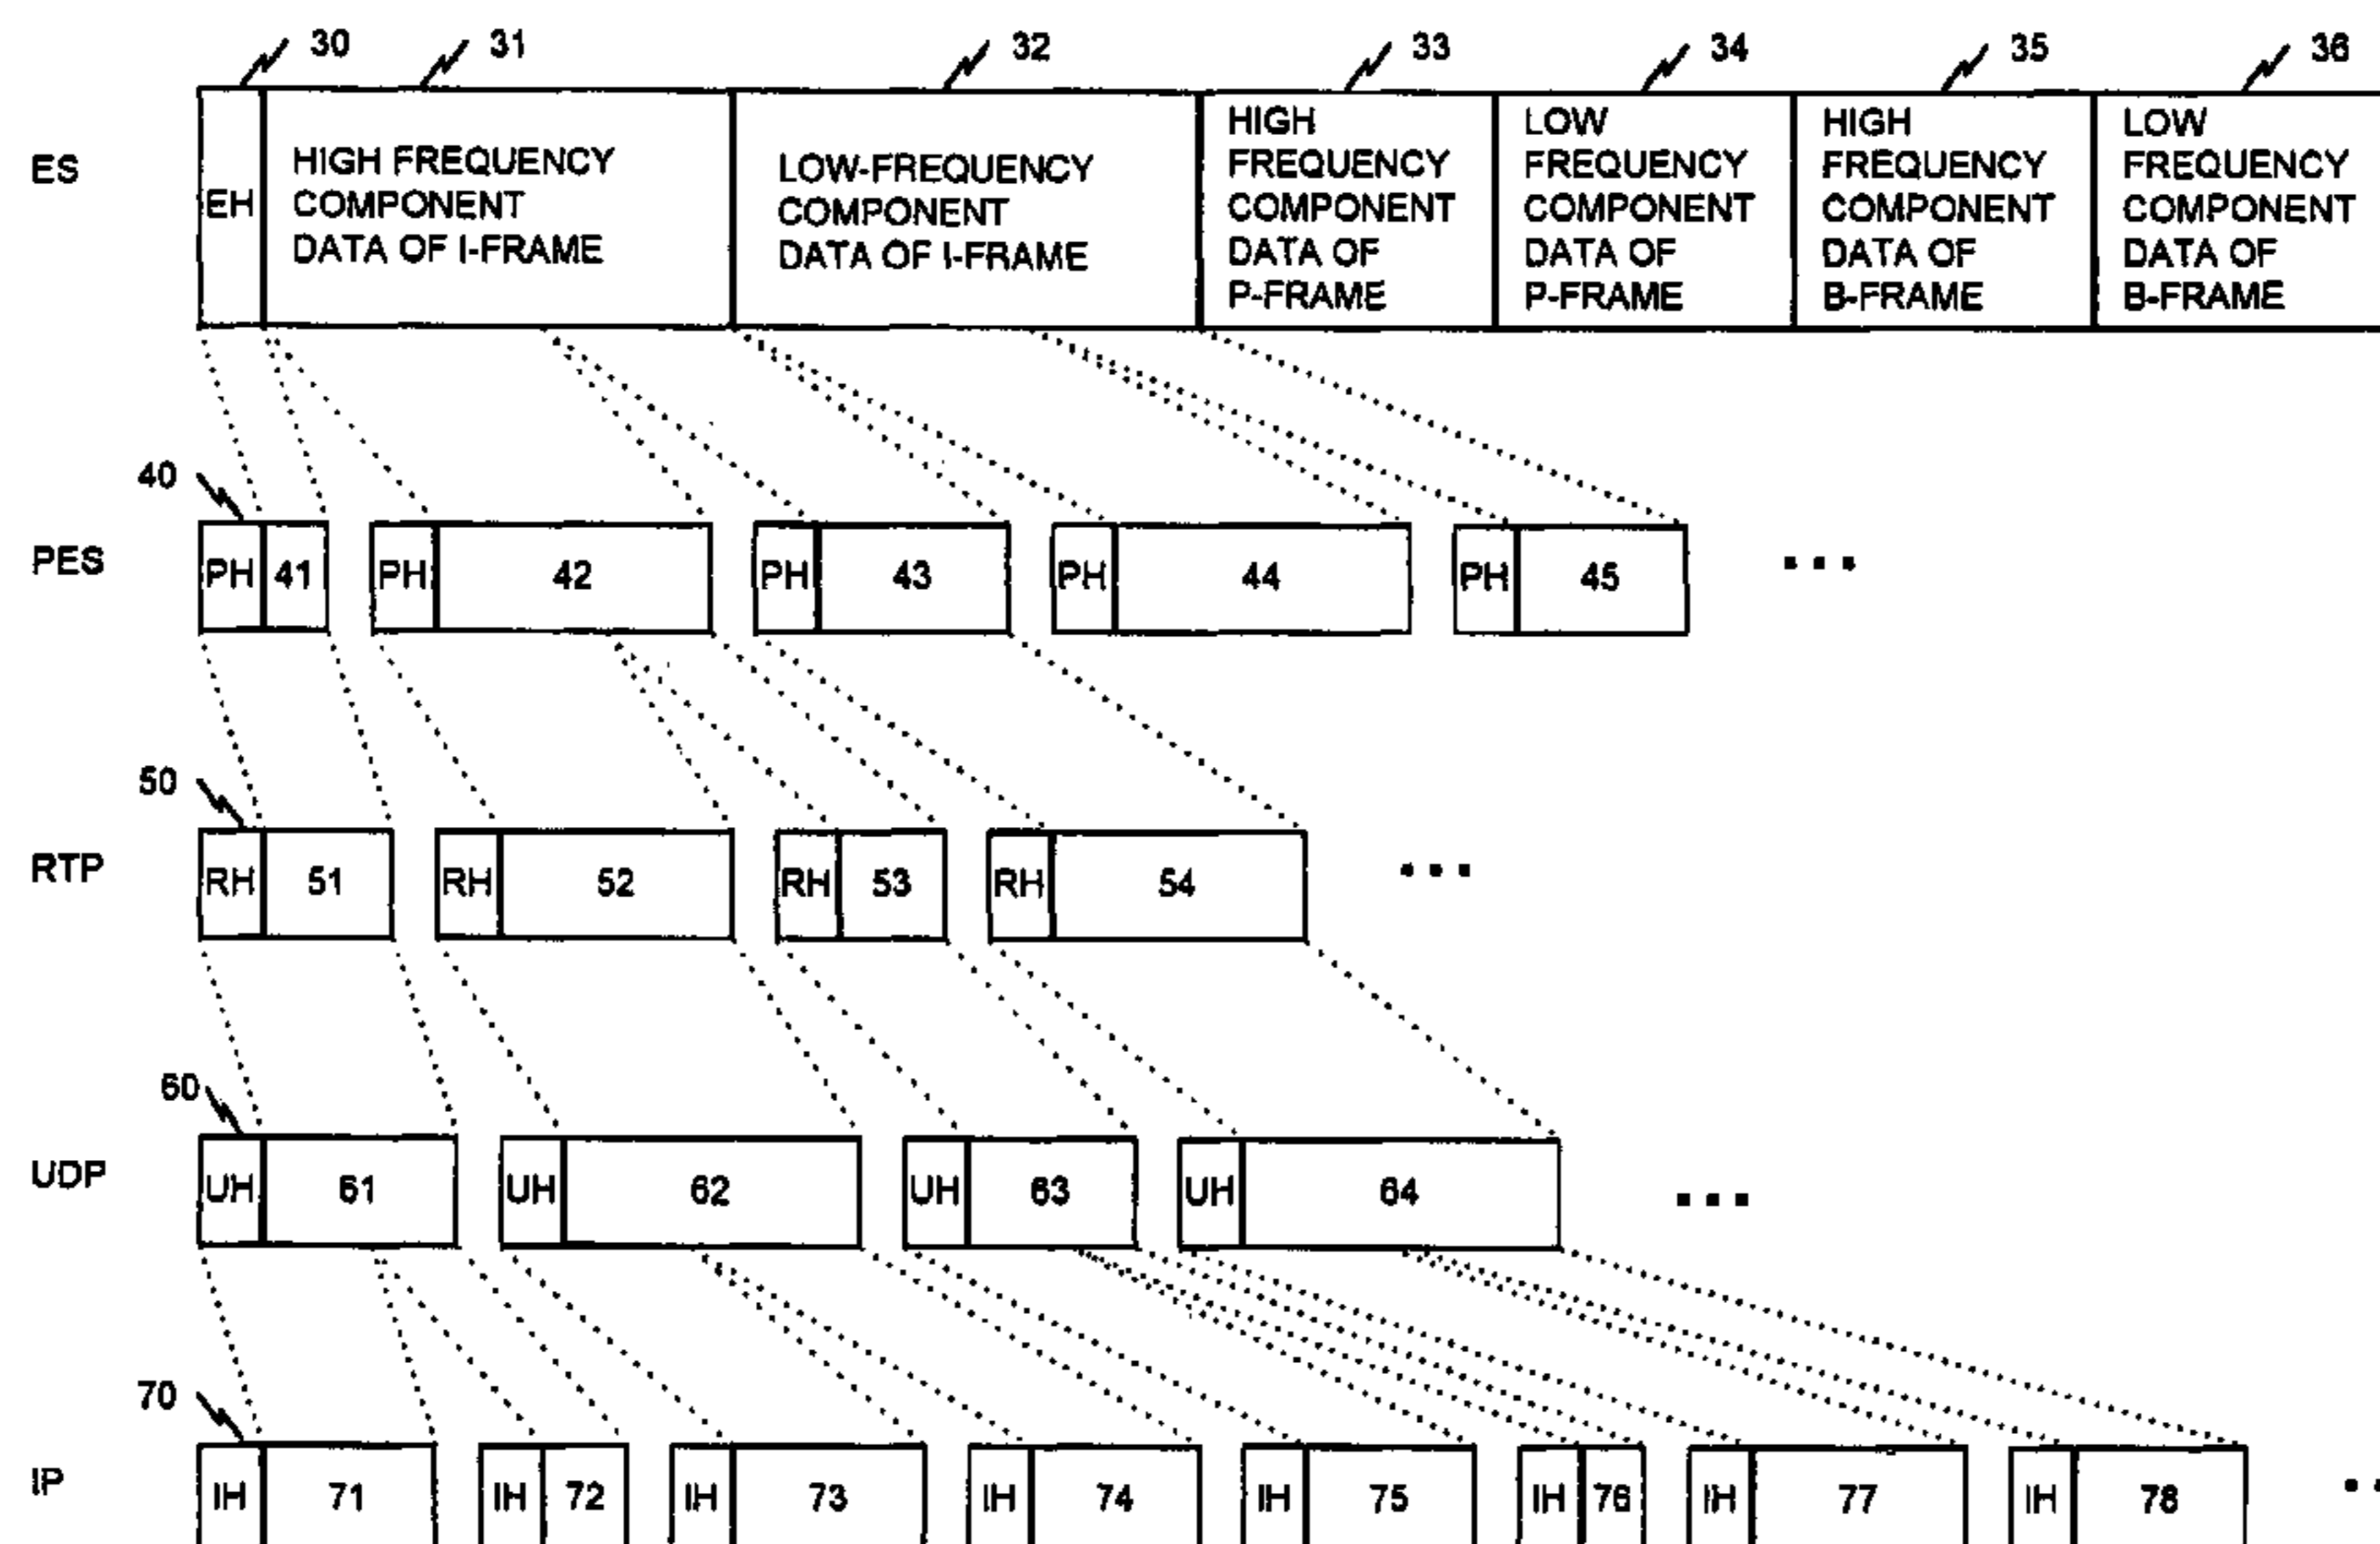 30 31 32 33 34 35 36
ES
EH
HIGH FREQUENCY
COMPONENT
DATA OF I-FRAME
LOW-FREQUENCY
COMPONENT
DATA OF I-FRAME
HIGH
FREQUENCY
COMPONENT
DATA OF
P-FRAME
LOW
FREQUENCY
COMPONENT
DATA OF
P-FRAME
HIGH
FREQUENCY
COMPONENT
DATA OF
B-FRAME
LOW
FREQUENCY
COMPONENT
DATA OF
B-FRAME
40
PES
PH 41 PH 42 PH 43 PH 44 PH 45 ...
50
RTP
RH 51 RH 52 RH 53 RH 54 ...
60
UDP
UH 61 UH 62 UH 63 UH 64 ...
70
IP
IH 71 IH 72 IH 73 IH 74 IH 75 IH 76 IH 77 IH 78 ..